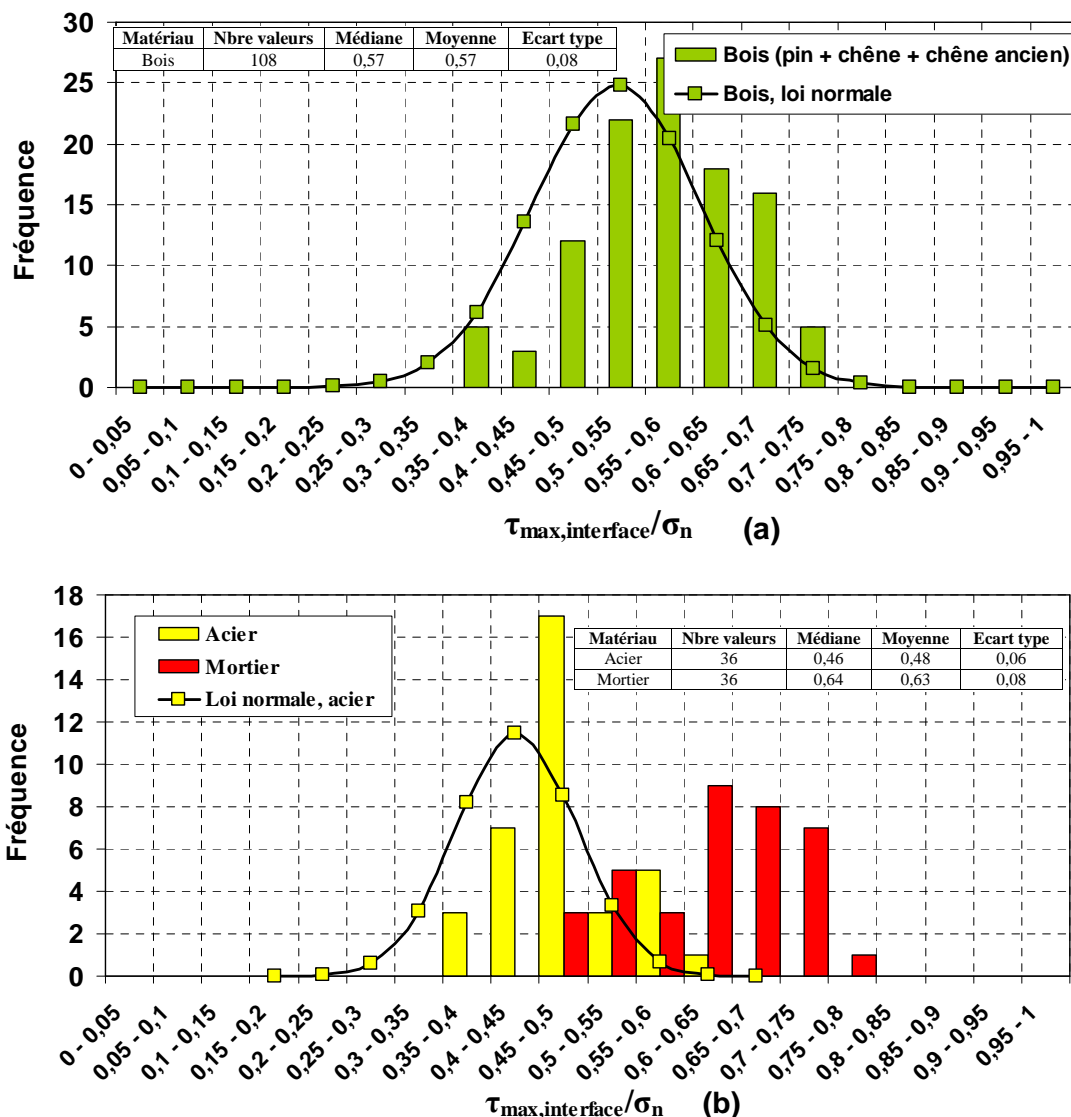 30
25
20
15
10
5
0
Fréquence
Matériau Nbre valeurs Médiane Moyenne Ecart type
Bois 108 0,57 0,57 0,08
Bois (pin + chêne + chêne ancien)
Bois, loi normale
0 - 0,05
0,05 - 0,1
0,1 - 0,15
0,15 - 0,2
0,2 - 0,25
0,25 - 0,3
0,3 - 0,35
0,35 - 0,4
0,4 - 0,45
0,45 - 0,5
0,5 - 0,55
0,55 - 0,6
0,6 - 0,65
0,65 - 0,7
0,7 - 0,75
0,75 - 0,8
0,8 - 0,85
0,85 - 0,9
0,9 - 0,95
0,95 - 1
τmax,interface/σn (a)
18
16
14
12
10
8
6
4
2
0
Fréquence
Acier
Mortier
Loi normale, acier
Matériau Nbre valeurs Médiane Moyenne Ecart type
Acier 36 0,46 0,48 0,06
Mortier 36 0,64 0,63 0,08
0 - 0,05
0,05 - 0,1
0,1 - 0,15
0,15 - 0,2
0,2 - 0,25
0,25 - 0,3
0,3 - 0,35
0,35 - 0,4
0,4 - 0,45
0,45 - 0,5
0,5 - 0,55
0,55 - 0,6
0,6 - 0,65
0,65 - 0,7
0,7 - 0,75
0,75 - 0,8
0,8 - 0,85
0,85 - 0,9
0,9 - 0,95
0,95 - 1
τmax,interface/σn (b)